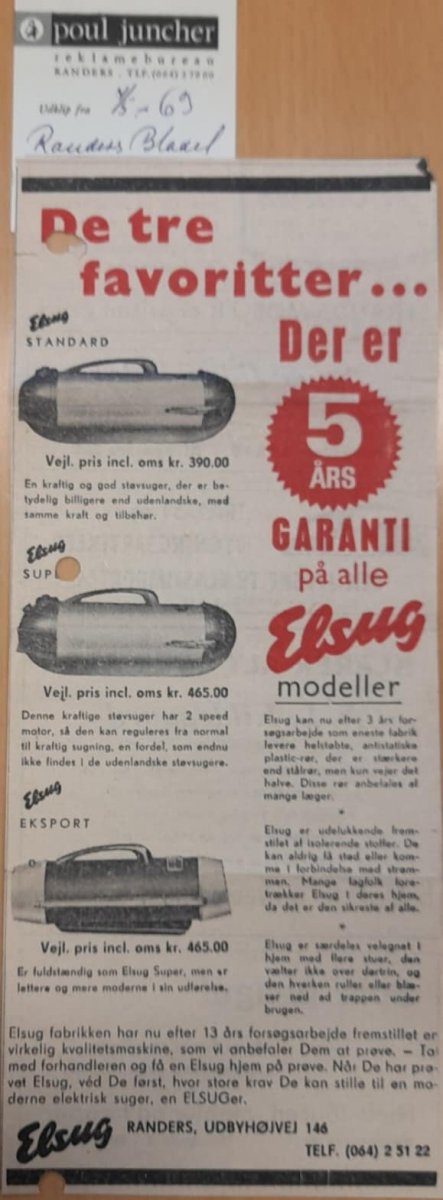 poul juncher
reklamebureau
RANDERS . TLF. (064)
Udklip fra
-69
Randers Bladet
De tre
favoritter...
Elsug
STANDARD
Vejl. pris incl. oms kr. 390.00
En kraftig og god støvsuger, der er be-
tydelig billigere end udenlandske, med
samme kraft og tilbehør.
Elsug
SUP
Vejl. pris incl. oms kr. 465.00
Denne kraftige støvsuger har 2 speed
motor, så den kan reguleres fra normal
til kraftig sugning, en fordel, som endnu
ikke findes i de udenlandske støvsugere.
Elsug
EKSPORT
Vejl. pris incl. oms kr. 465.00
Er fuldstændig som Elsug Super, men er
lettere og mere moderne i sin udførelse.
Der er
5
ÅRS
GARANTI
på alle
Elsug
modeller
Elsug kan nu efter 3 års for-
søgsarbejde som eneste fabrik
levere helstøbte, antistatiske
plastic-rør, der er stærkere
end stålrør, men kun vejer det
halve. Disse rør anbefales af
mange læger.
*
Elsug er udelukkende frem-
stillet af isolerende stoffer. De
kan aldrig få stød eller kom-
me i forbindelse med strøm-
men. Mange fagfolk fore-
trækker Elsug i deres hjem,
da det er den sikreste af alle.
*
Elsug er særdeles velegnet i
hjem med flere stuer, den
vælter ikke over dørtrin, og
den hverken ruller eller blæ-
ser ned ad trappen under
brugen.
Elsug fabrikken har nu efter 13 års forsøgsarbejde fremstillet en
virkelig kvalitetsmaskine, som vi anbefaler Dem at prøve. – Tal
med forhandleren og få en Elsug hjem på prøve. Når De har prø-
vet Elsug, véd De først, hvor store krav De kan stille til en mo-
derne elektrisk suger, en ELSUGer.
Elsug RANDERS, UDBYHØJVEJ 146
TELF. (064) 2 51 22